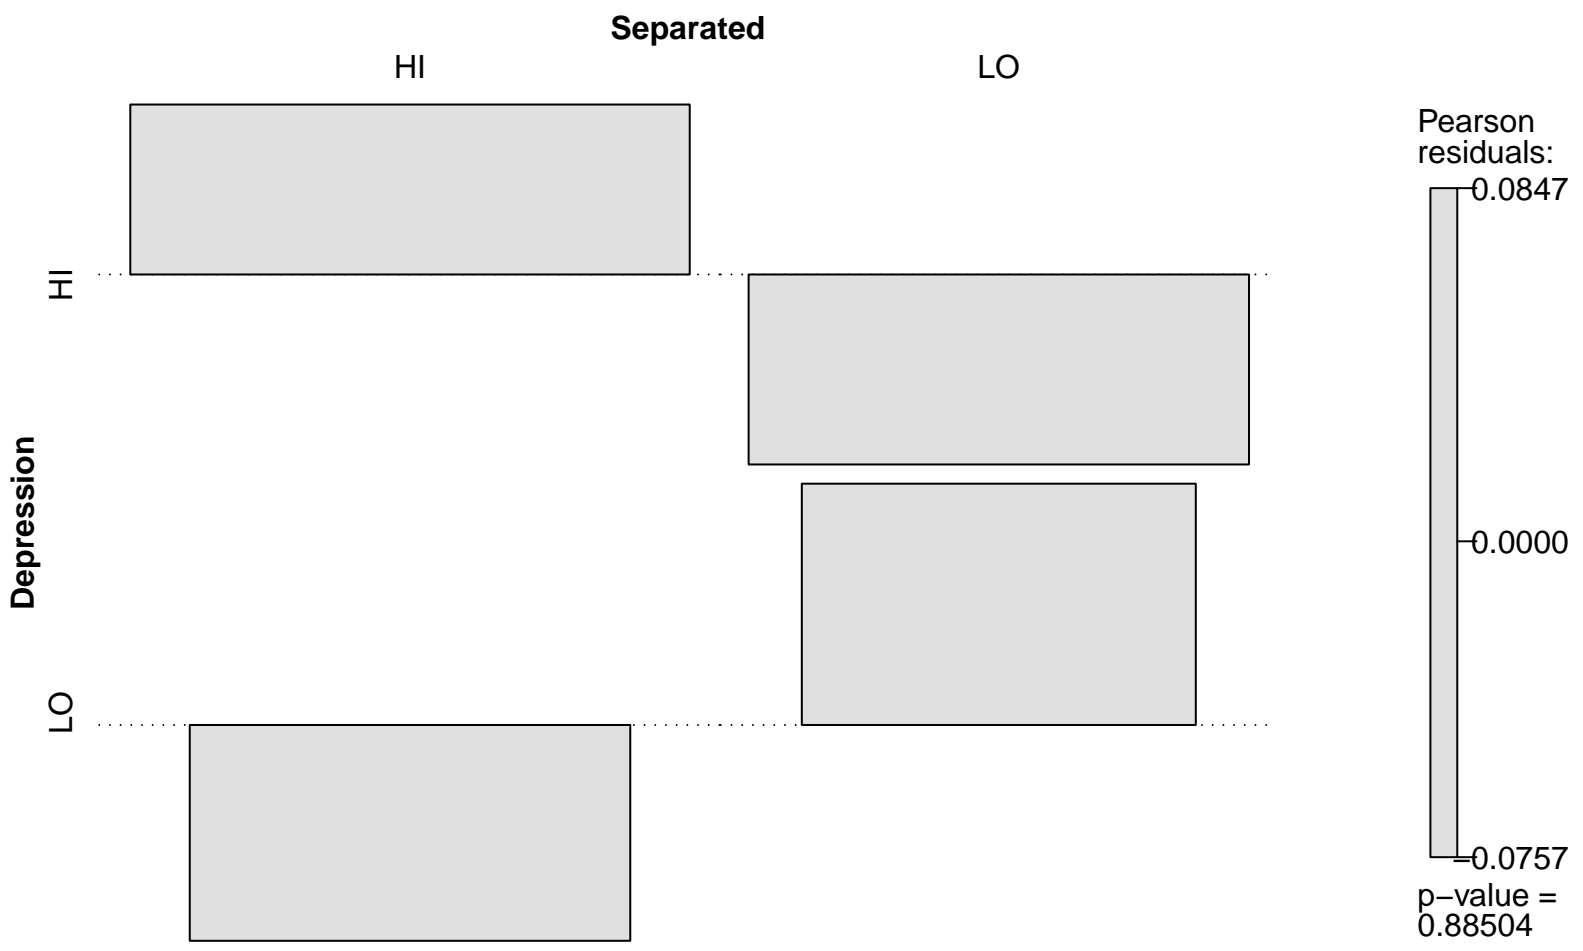 Separated
HI
LO
Depression
HI
LO
Pearson
residuals:
0.0847
0.0000
−0.0757
p−value =
0.88504